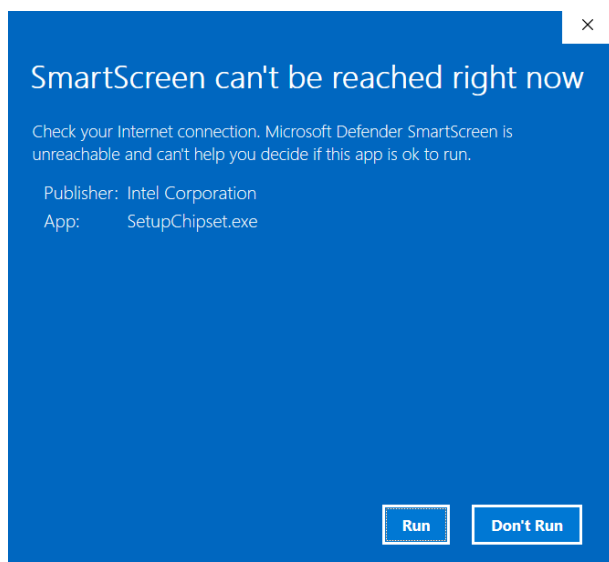 SmartScreen can't be reached right now
Check your Internet connection. Microsoft Defender SmartScreen is
unreachable and can't help you decide if this app is ok to run.
Publisher: Intel Corporation
App: SetupChipset.exe
Run Don't Run